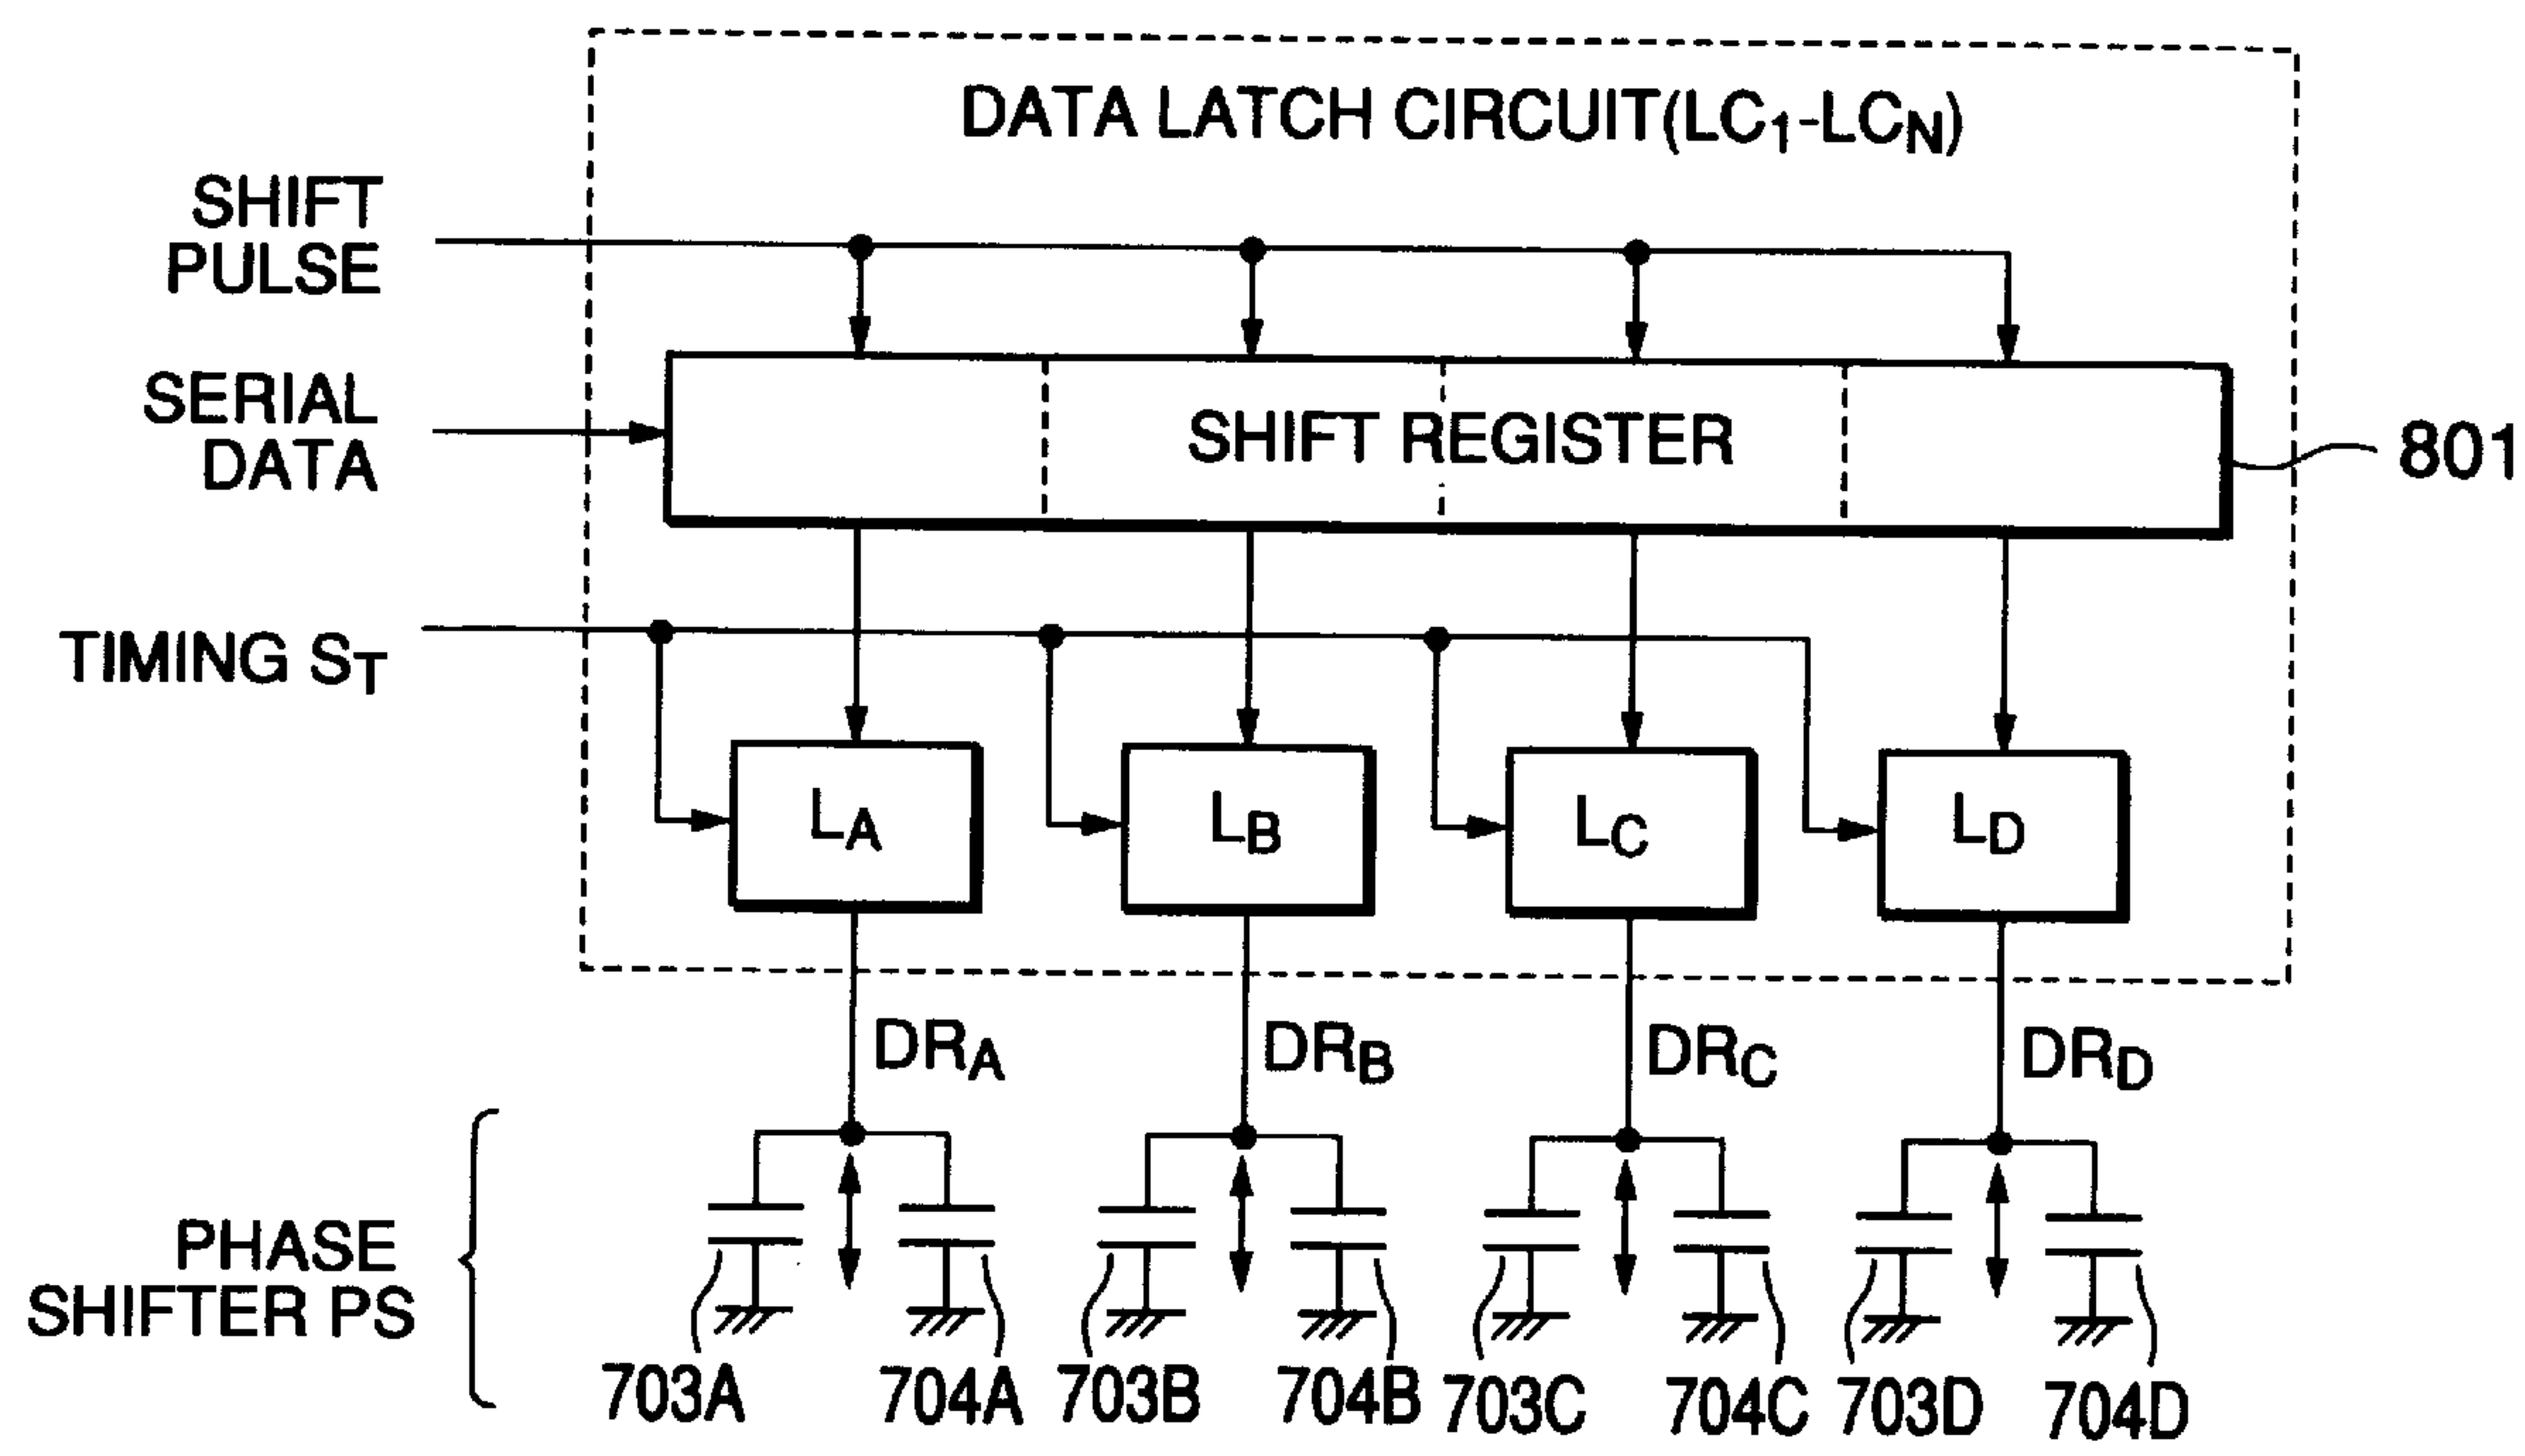 DATA LATCH CIRCUIT(LC1-LCN)
SHIFT
PULSE
SERIAL
DATA
SHIFT REGISTER
801
TIMING ST
LA
LB
LC
LD
DRA
DRB
DRC
DRD
PHASE
SHIFTER PS
703A
704A
703B
704B
703C
704C
703D
704D